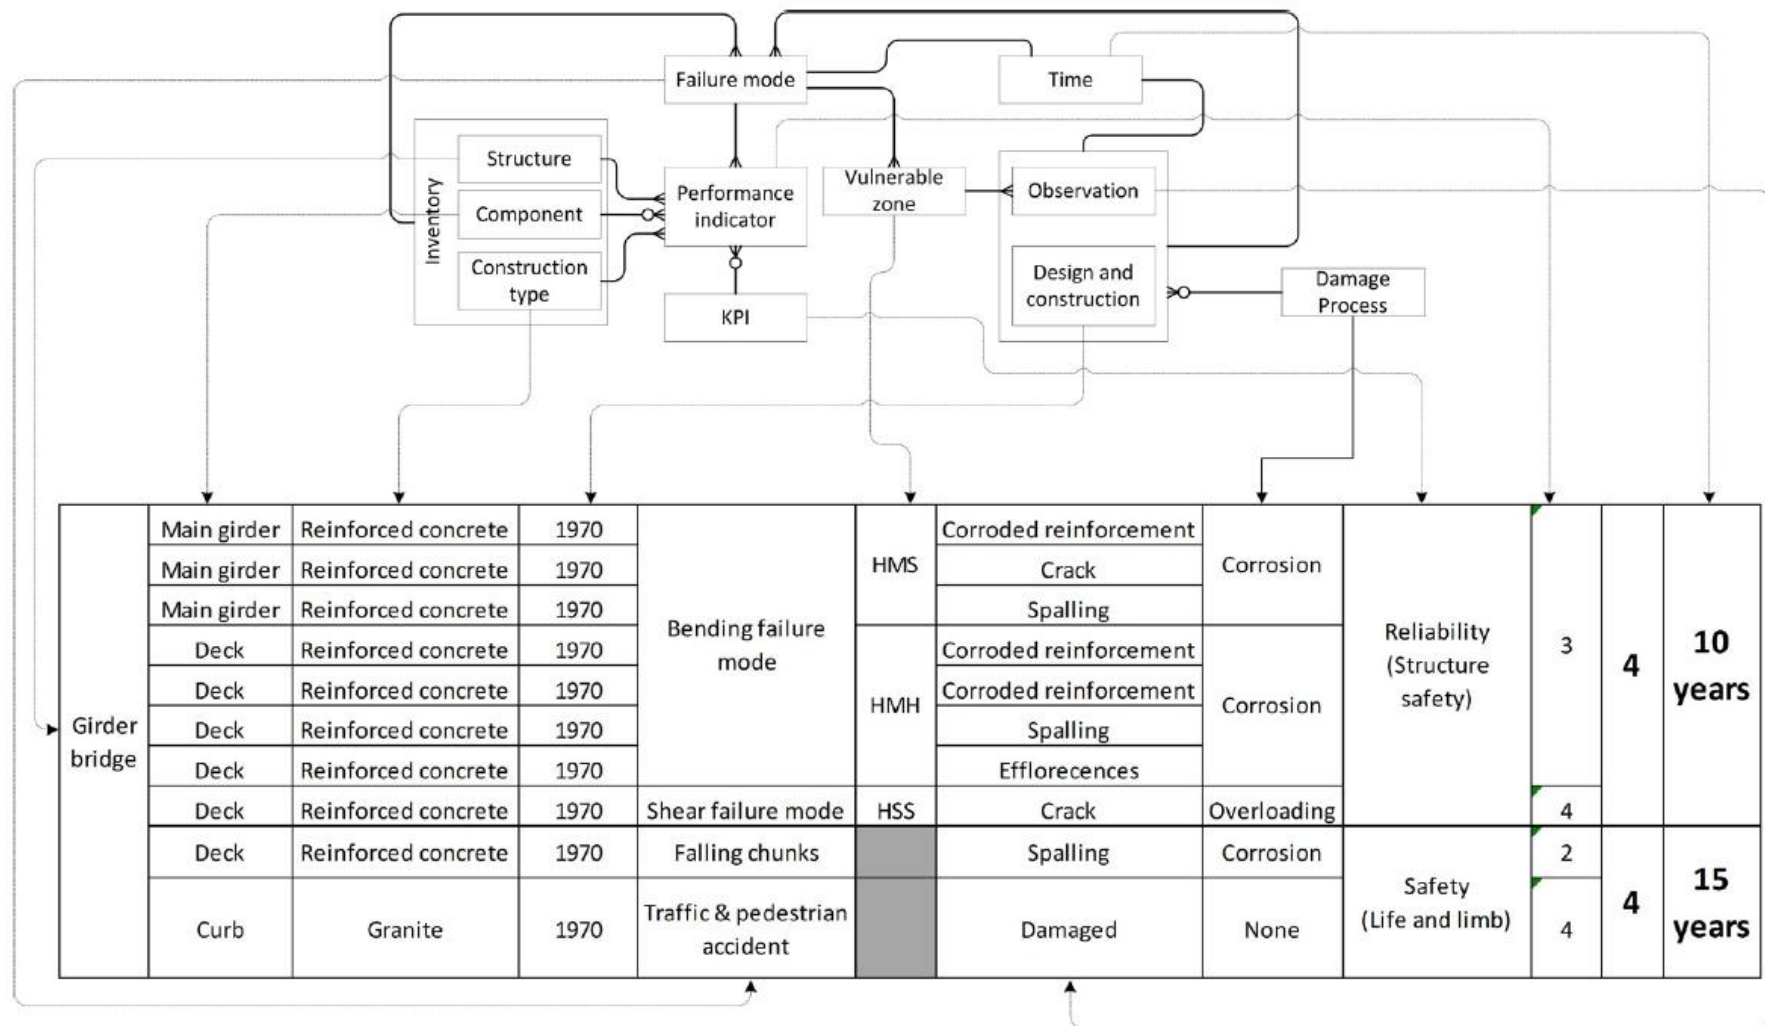 Failure mode
Time
Inventory
Structure
Component
Construction
type
Performance
indicator
KPI
Vulnerable
zone
Observation
Design and
construction
Damage
Process
Girder
bridge
Main girder Reinforced concrete 1970 Corroded reinforcement
Main girder Reinforced concrete 1970 HMS Crack Corrosion
Main girder Reinforced concrete 1970 Spalling
Bending failure
mode
Deck Reinforced concrete 1970 Corroded reinforcement
Deck Reinforced concrete 1970 Corroded reinforcement
HMH Corrosion
Deck Reinforced concrete 1970 Spalling
Deck Reinforced concrete 1970 Efflorecences
Reliability
(Structure
safety)
3
4
10
years
Deck Reinforced concrete 1970 Shear failure mode HSS Crack Overloading 4
Deck Reinforced concrete 1970 Falling chunks Spalling Corrosion 2
Curb Granite 1970 Traffic & pedestrian
accident
Damaged None
Safety
(Life and limb)
4
4
15
years